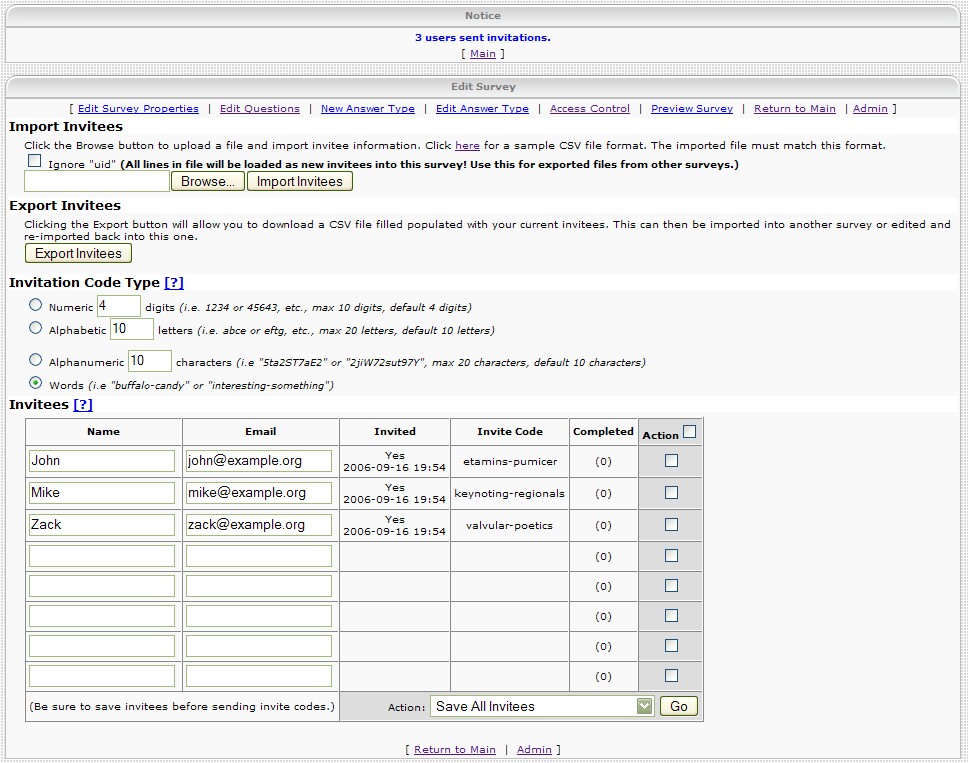 Notice
3 users sent invitations.
[ Main ]
Edit Survey
[ Edit Survey Properties | Edit Questions | New Answer Type | Edit Answer Type | Access Control | Preview Survey | Return to Main | Admin ]
Import Invitees
Click the Browse button to upload a file and import invitee information. Click here for a sample CSV file format. The imported file must match this format.
Ignore "uid" (All lines in file will be loaded as new invitees into this survey! Use this for exported files from other surveys.)
Browse... Import Invitees
Export Invitees
Clicking the Export button will allow you to download a CSV file filled populated with your current invitees. This can then be imported into another survey or edited and
re-imported back into this one.
Export Invitees
Invitation Code Type [?]
Numeric 4 digits (i.e. 1234 or 45643, etc., max 10 digits, default 4 digits)
Alphabetic 10 letters (i.e. abce or eftg, etc., max 20 letters, default 10 letters)
Alphanumeric 10 characters (i.e "5ta2ST7aE2" or "2jiW72sut97Y", max 20 characters, default 10 characters)
Words (i.e "buffalo-candy" or "interesting-something")
Invitees [?]
Name Email Invited Invite Code Completed Action
John john@example.org Yes 2006-09-16 19:54 etamins-pumicer (0)
Mike mike@example.org Yes 2006-09-16 19:54 keynoting-regionals (0)
Zack zack@example.org Yes 2006-09-16 19:54 valvular-poetics (0)
(0)
(0)
(0)
(0)
(0)
(Be sure to save invitees before sending invite codes.) Action: Save All Invitees Go
[ Return to Main | Admin ]